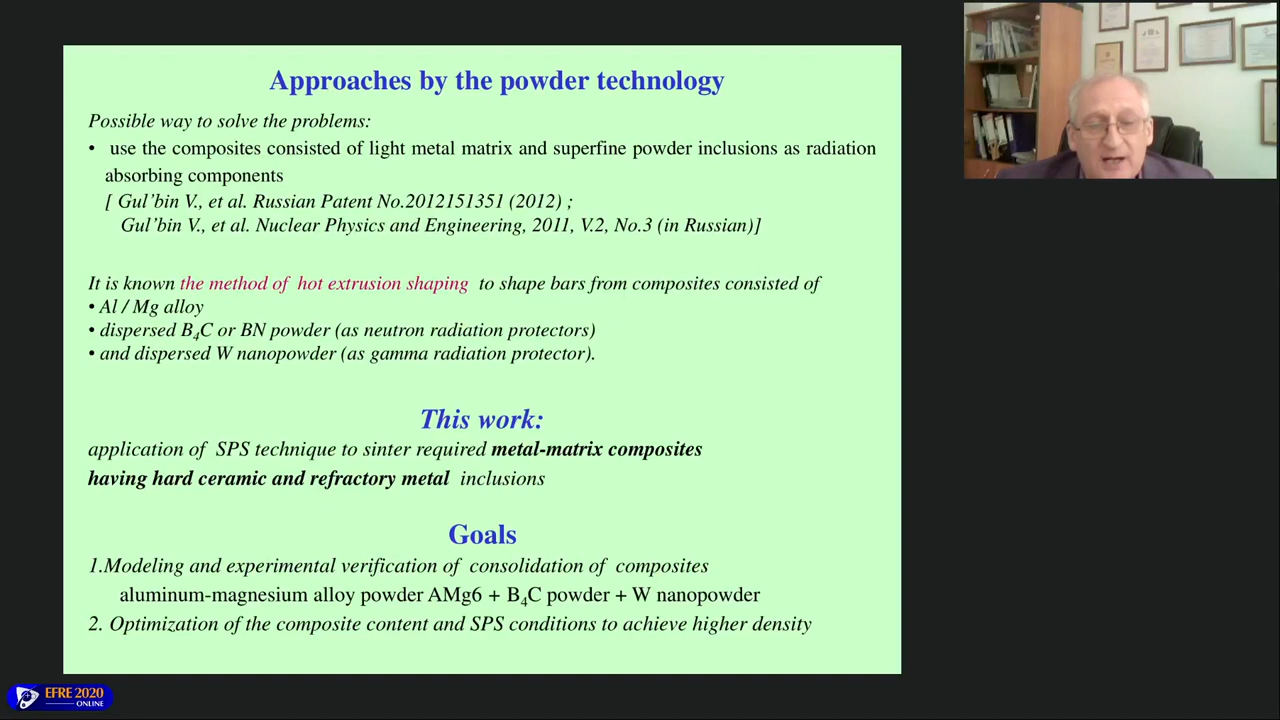 Approaches by the powder technology
Possible way to solve the problems:
• use the composites consisted of light metal matrix and superfine powder inclusions as radiation
absorbing components
[ Gul’bin V., et al. Russian Patent No.2012151351 (2012) ;
Gul’bin V., et al. Nuclear Physics and Engineering, 2011, V.2, No.3 (in Russian)]
It is known the method of hot extrusion shaping to shape bars from composites consisted of
• Al / Mg alloy
• dispersed B₄C or BN powder (as neutron radiation protectors)
• and dispersed W nanopowder (as gamma radiation protector).
This work:
application of SPS technique to sinter required metal-matrix composites
having hard ceramic and refractory metal inclusions
Goals
1.Modeling and experimental verification of consolidation of composites
aluminum-magnesium alloy powder AMg6 + B₄C powder + W nanopowder
2. Optimization of the composite content and SPS conditions to achieve higher density
EFRE 2020
ONLINE